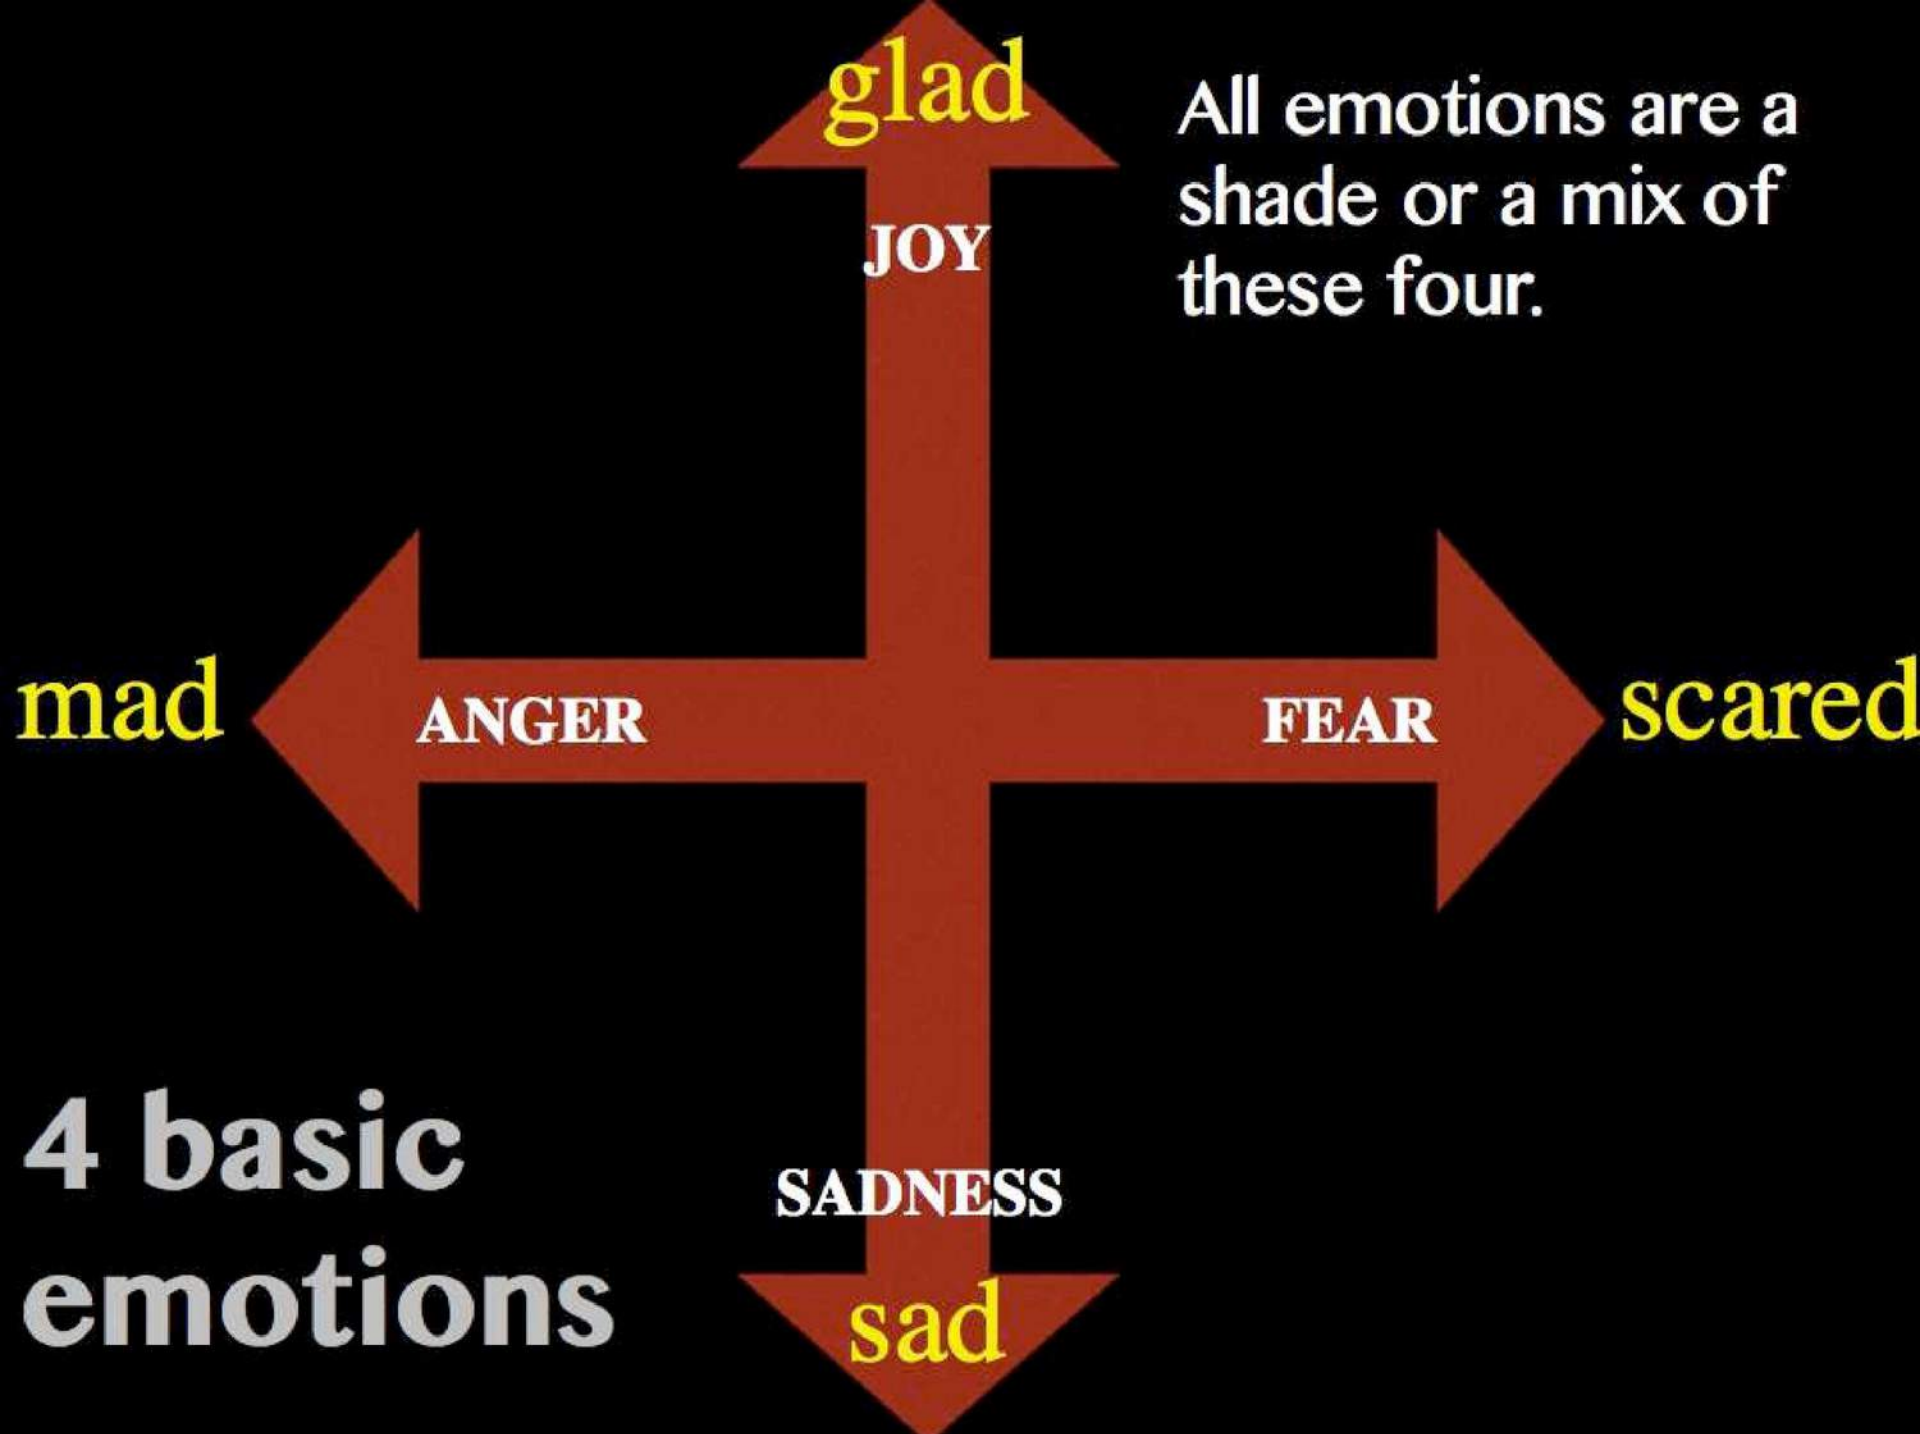 glad
All emotions are a
shade or a mix of
these four.
JOY
mad
ANGER
FEAR
scared
4 basic
emotions
SADNESS
sad